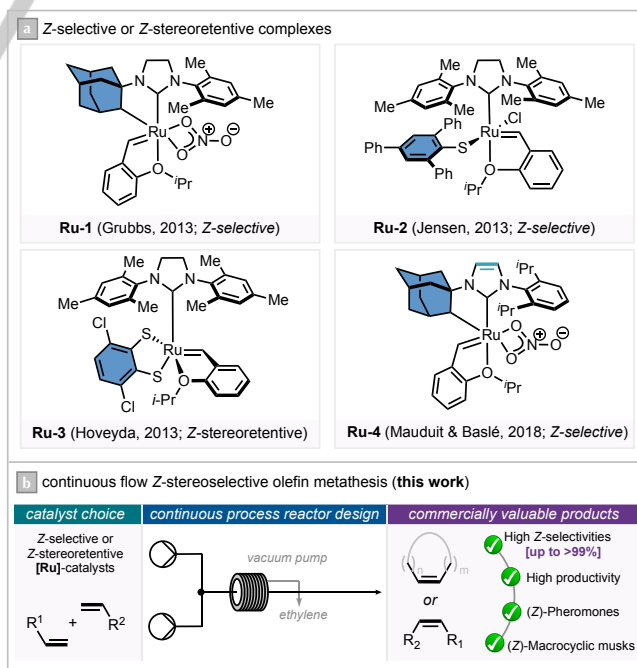 a Z-selective or Z-stereoretentive complexes
Me
Me
N
N
Me
Me
Ru
O
O
N
⊕
O
⊖
O
iPr
Ru-1 (Grubbs, 2013; Z-selective)
Me
Me
N
N
Me
Me
Me
Me
Ph
Cl
Ru
S
Ph
Ph
O
iPr
Ru-2 (Jensen, 2013; Z-selective)
Me
Me
N
N
Me
Me
Me
Me
Cl
S
Ru
S
O
Cl
i-Pr
Ru-3 (Hoveyda, 2013; Z-stereoretentive)
iPr
N
N
iPr
Ru
O
O
N
⊕
O
⊖
O
iPr
Ru-4 (Mauduit & Baslé, 2018; Z-selective)
b continuous flow Z-stereoselective olefin metathesis (this work)
catalyst choice
Z-selective or
Z-stereoretentive
[Ru]-catalysts
R1 + R2
continuous process reactor design
vacuum pump
ethylene
commercially valuable products
( )n ( )m
or
R2 R1
High Z-selectivities
[up to >99%]
High productivity
(Z)-Pheromones
(Z)-Macrocyclic musks